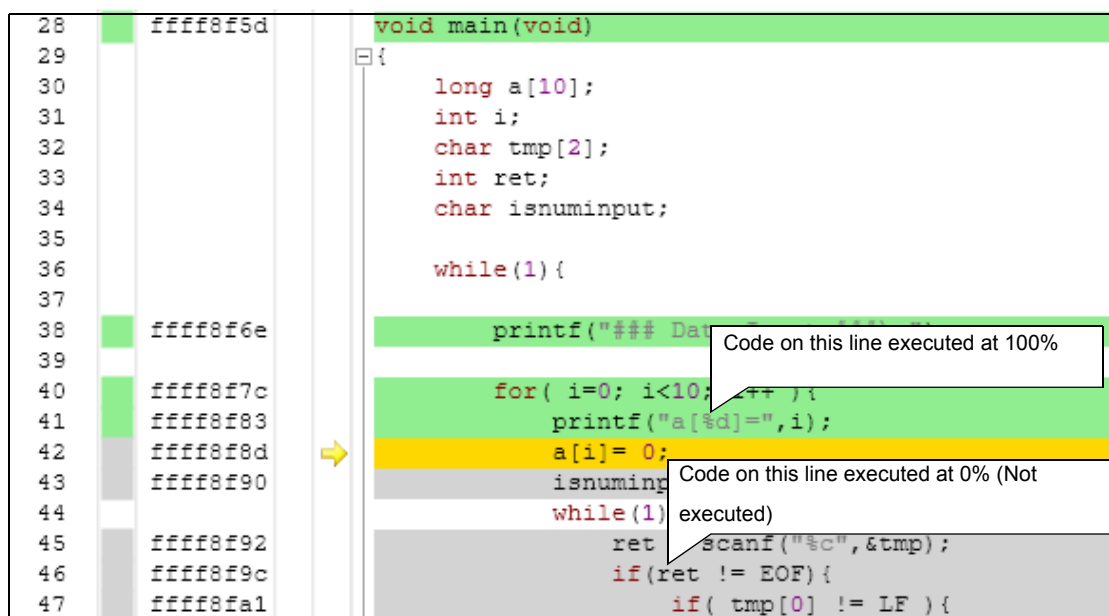 28 ffff8f5d void main(void)
29 {
30 long a[10];
31 int i;
32 char tmp[2];
33 int ret;
34 char isnuminput;
35
36 while(1){
37
38 ffff8f6e printf("###
Code on this line executed at 100%
39
40 ffff8f7c for( i=0; i<10; i++ ){
41 ffff8f83 printf("a[%d]=",i);
42 ffff8f8d a[i]= 0;
43 ffff8f90
Code on this line executed at 0% (Not
executed)
44 while(1)
45 ffff8f92 ret scanf("%c",&tmp);
46 ffff8f9c if(ret != EOF){
47 ffff8fa1 if( tmp[0] != LF ){